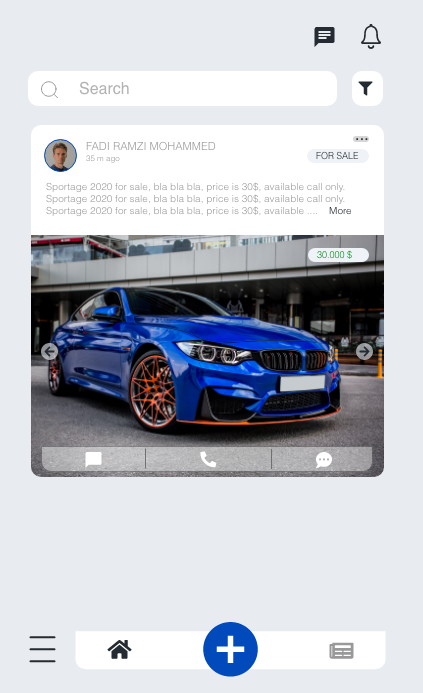 Search
FADI RAMZI MOHAMMED
35 m ago
FOR SALE
Sportage 2020 for sale, bla bla bla, price is 30$, available call only.
Sportage 2020 for sale, bla bla bla, price is 30$, available call only.
Sportage 2020 for sale, bla bla bla, price is 30$, available .... More
30.000 $